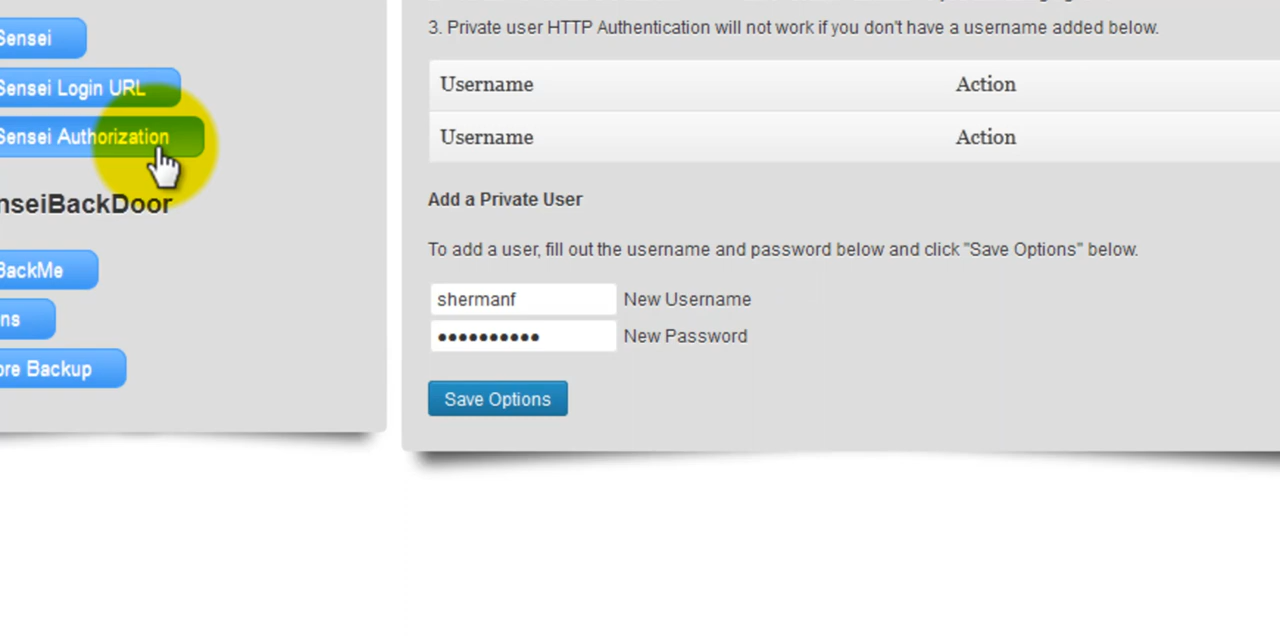 Sensei
Sensei Login URL
Sensei Authorization
nseiBackDoor
BackMe
ns
ore Backup
3. Private user HTTP Authentication will not work if you don't have a username added below.
Username Action
Username Action
Add a Private User
To add a user, fill out the username and password below and click "Save Options" below.
shermanf New Username
●●●●●●●●●● New Password
Save Options